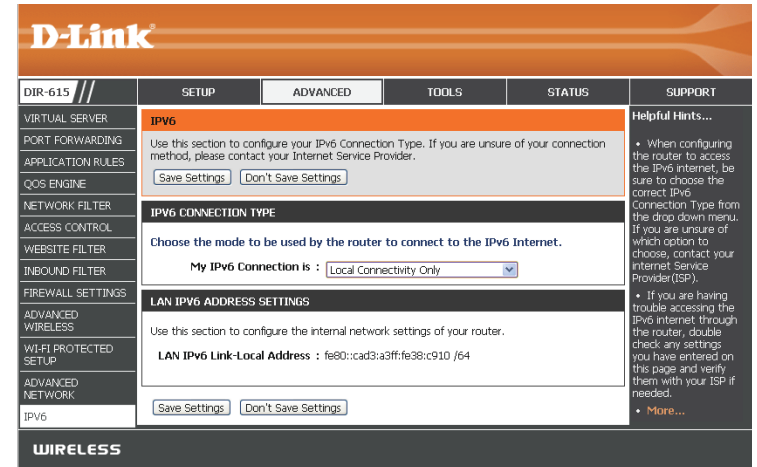 D-Link
DIR-615 //
SETUP
ADVANCED
TOOLS
STATUS
SUPPORT
VIRTUAL SERVER
PORT FORWARDING
APPLICATION RULES
QOS ENGINE
NETWORK FILTER
ACCESS CONTROL
WEBSITE FILTER
INBOUND FILTER
FIREWALL SETTINGS
ADVANCED
WIRELESS
WI-FI PROTECTED
SETUP
ADVANCED
NETWORK
IPV6
IPV6
Use this section to configure your IPv6 Connection Type. If you are unsure of your connection
method, please contact your Internet Service Provider.
Save Settings Don't Save Settings
IPV6 CONNECTION TYPE
Choose the mode to be used by the router to connect to the IPv6 Internet.
My IPv6 Connection is : Local Connectivity Only
LAN IPV6 ADDRESS SETTINGS
Use this section to configure the internal network settings of your router.
LAN IPv6 Link-Local Address : fe80::cad3:a3ff:fe38:c910 /64
Save Settings Don't Save Settings
Helpful Hints...
• When configuring
the router to access
the IPv6 internet, be
sure to choose the
correct IPv6
Connection Type from
the drop down menu.
If you are unsure of
which option to
choose, contact your
internet Service
Provider(ISP).
• If you are having
trouble accessing the
IPv6 internet through
the router, double
check any settings
you have entered on
this page and verify
them with your ISP if
needed.
• More...
WIRELESS